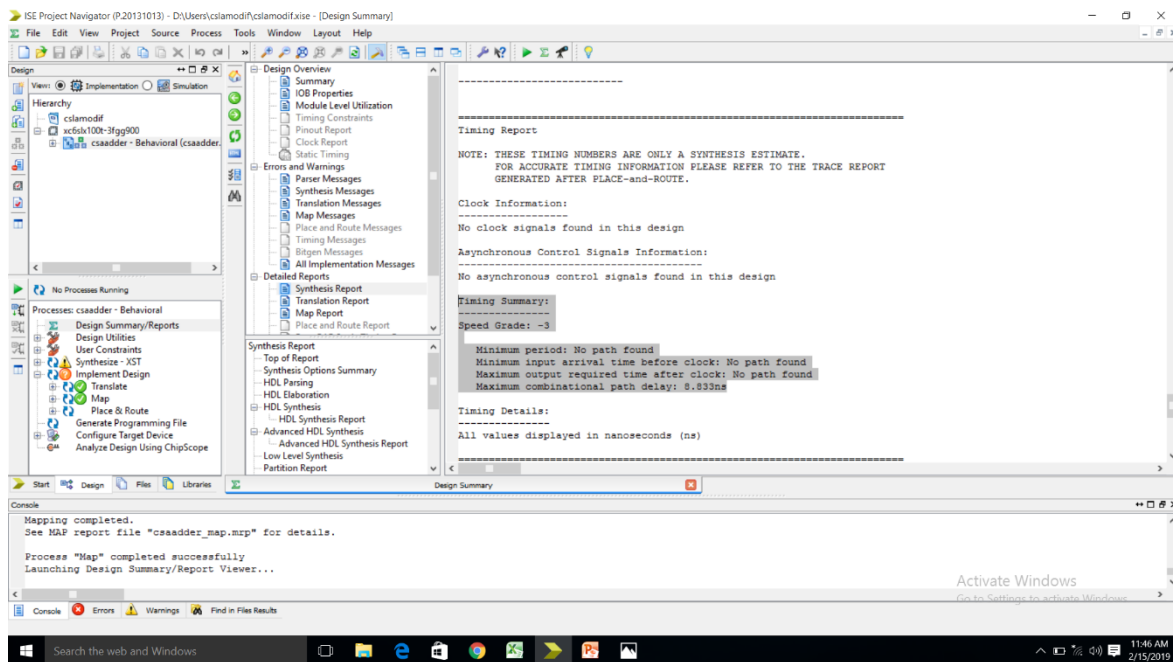 ISE Project Navigator (P.20131013) - D:\Users\cslamodif\cslamodif.xise - [Design Summary]
File Edit View Project Source Process Tools Window Layout Help
Design
View: Implementation Simulation
Hierarchy
cslamodif
xc6slx100t-3fgg900
csaadder - Behavioral (csaadder.
No Processes Running
Processes: csaadder - Behavioral
Design Summary/Reports
Design Utilities
User Constraints
Synthesize - XST
Implement Design
Translate
Map
Place & Route
Generate Programming File
Configure Target Device
Analyze Design Using ChipScope
Start Design Files Libraries
Design Overview
Summary
IOB Properties
Module Level Utilization
Timing Constraints
Pinout Report
Clock Report
Static Timing
Errors and Warnings
Parser Messages
Synthesis Messages
Translation Messages
Map Messages
Place and Route Messages
Timing Messages
Bitgen Messages
All Implementation Messages
Detailed Reports
Synthesis Report
Translation Report
Map Report
Place and Route Report
Synthesis Report
Top of Report
Synthesis Options Summary
HDL Parsing
HDL Elaboration
HDL Synthesis
HDL Synthesis Report
Advanced HDL Synthesis
Advanced HDL Synthesis Report
Low Level Synthesis
Partition Report
Timing Report
NOTE: THESE TIMING NUMBERS ARE ONLY A SYNTHESIS ESTIMATE.
FOR ACCURATE TIMING INFORMATION PLEASE REFER TO THE TRACE REPORT
GENERATED AFTER PLACE-and-ROUTE.
Clock Information:
No clock signals found in this design
Asynchronous Control Signals Information:
No asynchronous control signals found in this design
Timing Summary:
Speed Grade: -3
Minimum period: No path found
Minimum input arrival time before clock: No path found
Maximum output required time after clock: No path found
Maximum combinational path delay: 8.833ns
Timing Details:
All values displayed in nanoseconds (ns)
Design Summary
Console
Mapping completed.
See MAP report file "csaadder_map.mrp" for details.
Process "Map" completed successfully
Launching Design Summary/Report Viewer...
Activate Windows
Go to Settings to activate Windows.
Console Errors Warnings Find in Files Results
Search the web and Windows
11:46 AM
2/15/2019